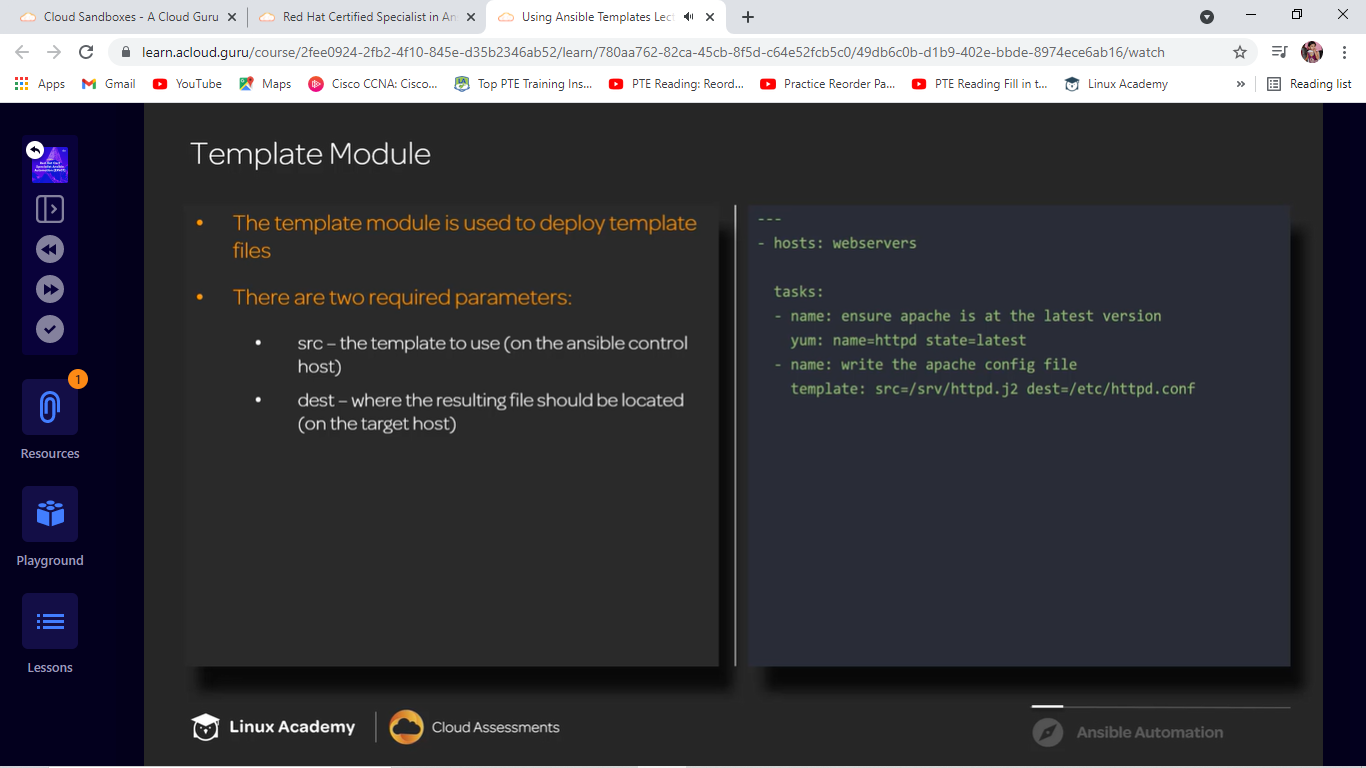 Cloud Sandboxes - A Cloud Guru
Red Hat Certified Specialist in An
Using Ansible Templates Lect
learn.acloud.guru/course/2fee0924-2fb2-4f10-845e-d35b2346ab52/learn/780aa762-82ca-45cb-8f5d-c64e52fcb5c0/49db6c0b-d1b9-402e-bbde-8974ece6ab16/watch
Apps
Gmail
YouTube
Maps
Cisco CCNA: Cisco...
Top PTE Training Ins...
PTE Reading: Reord...
Practice Reorder Pa...
PTE Reading Fill in t...
Linux Academy
»
Reading list
Template Module
• The template module is used to deploy template
files
• There are two required parameters:
• src – the template to use (on the ansible control
host)
• dest – where the resulting file should be located
(on the target host)
---
- hosts: webservers
tasks:
- name: ensure apache is at the latest version
yum: name=httpd state=latest
- name: write the apache config file
template: src=/srv/httpd.j2 dest=/etc/httpd.conf
1
Resources
Playground
Lessons
Linux Academy
Cloud Assessments
Ansible Automation